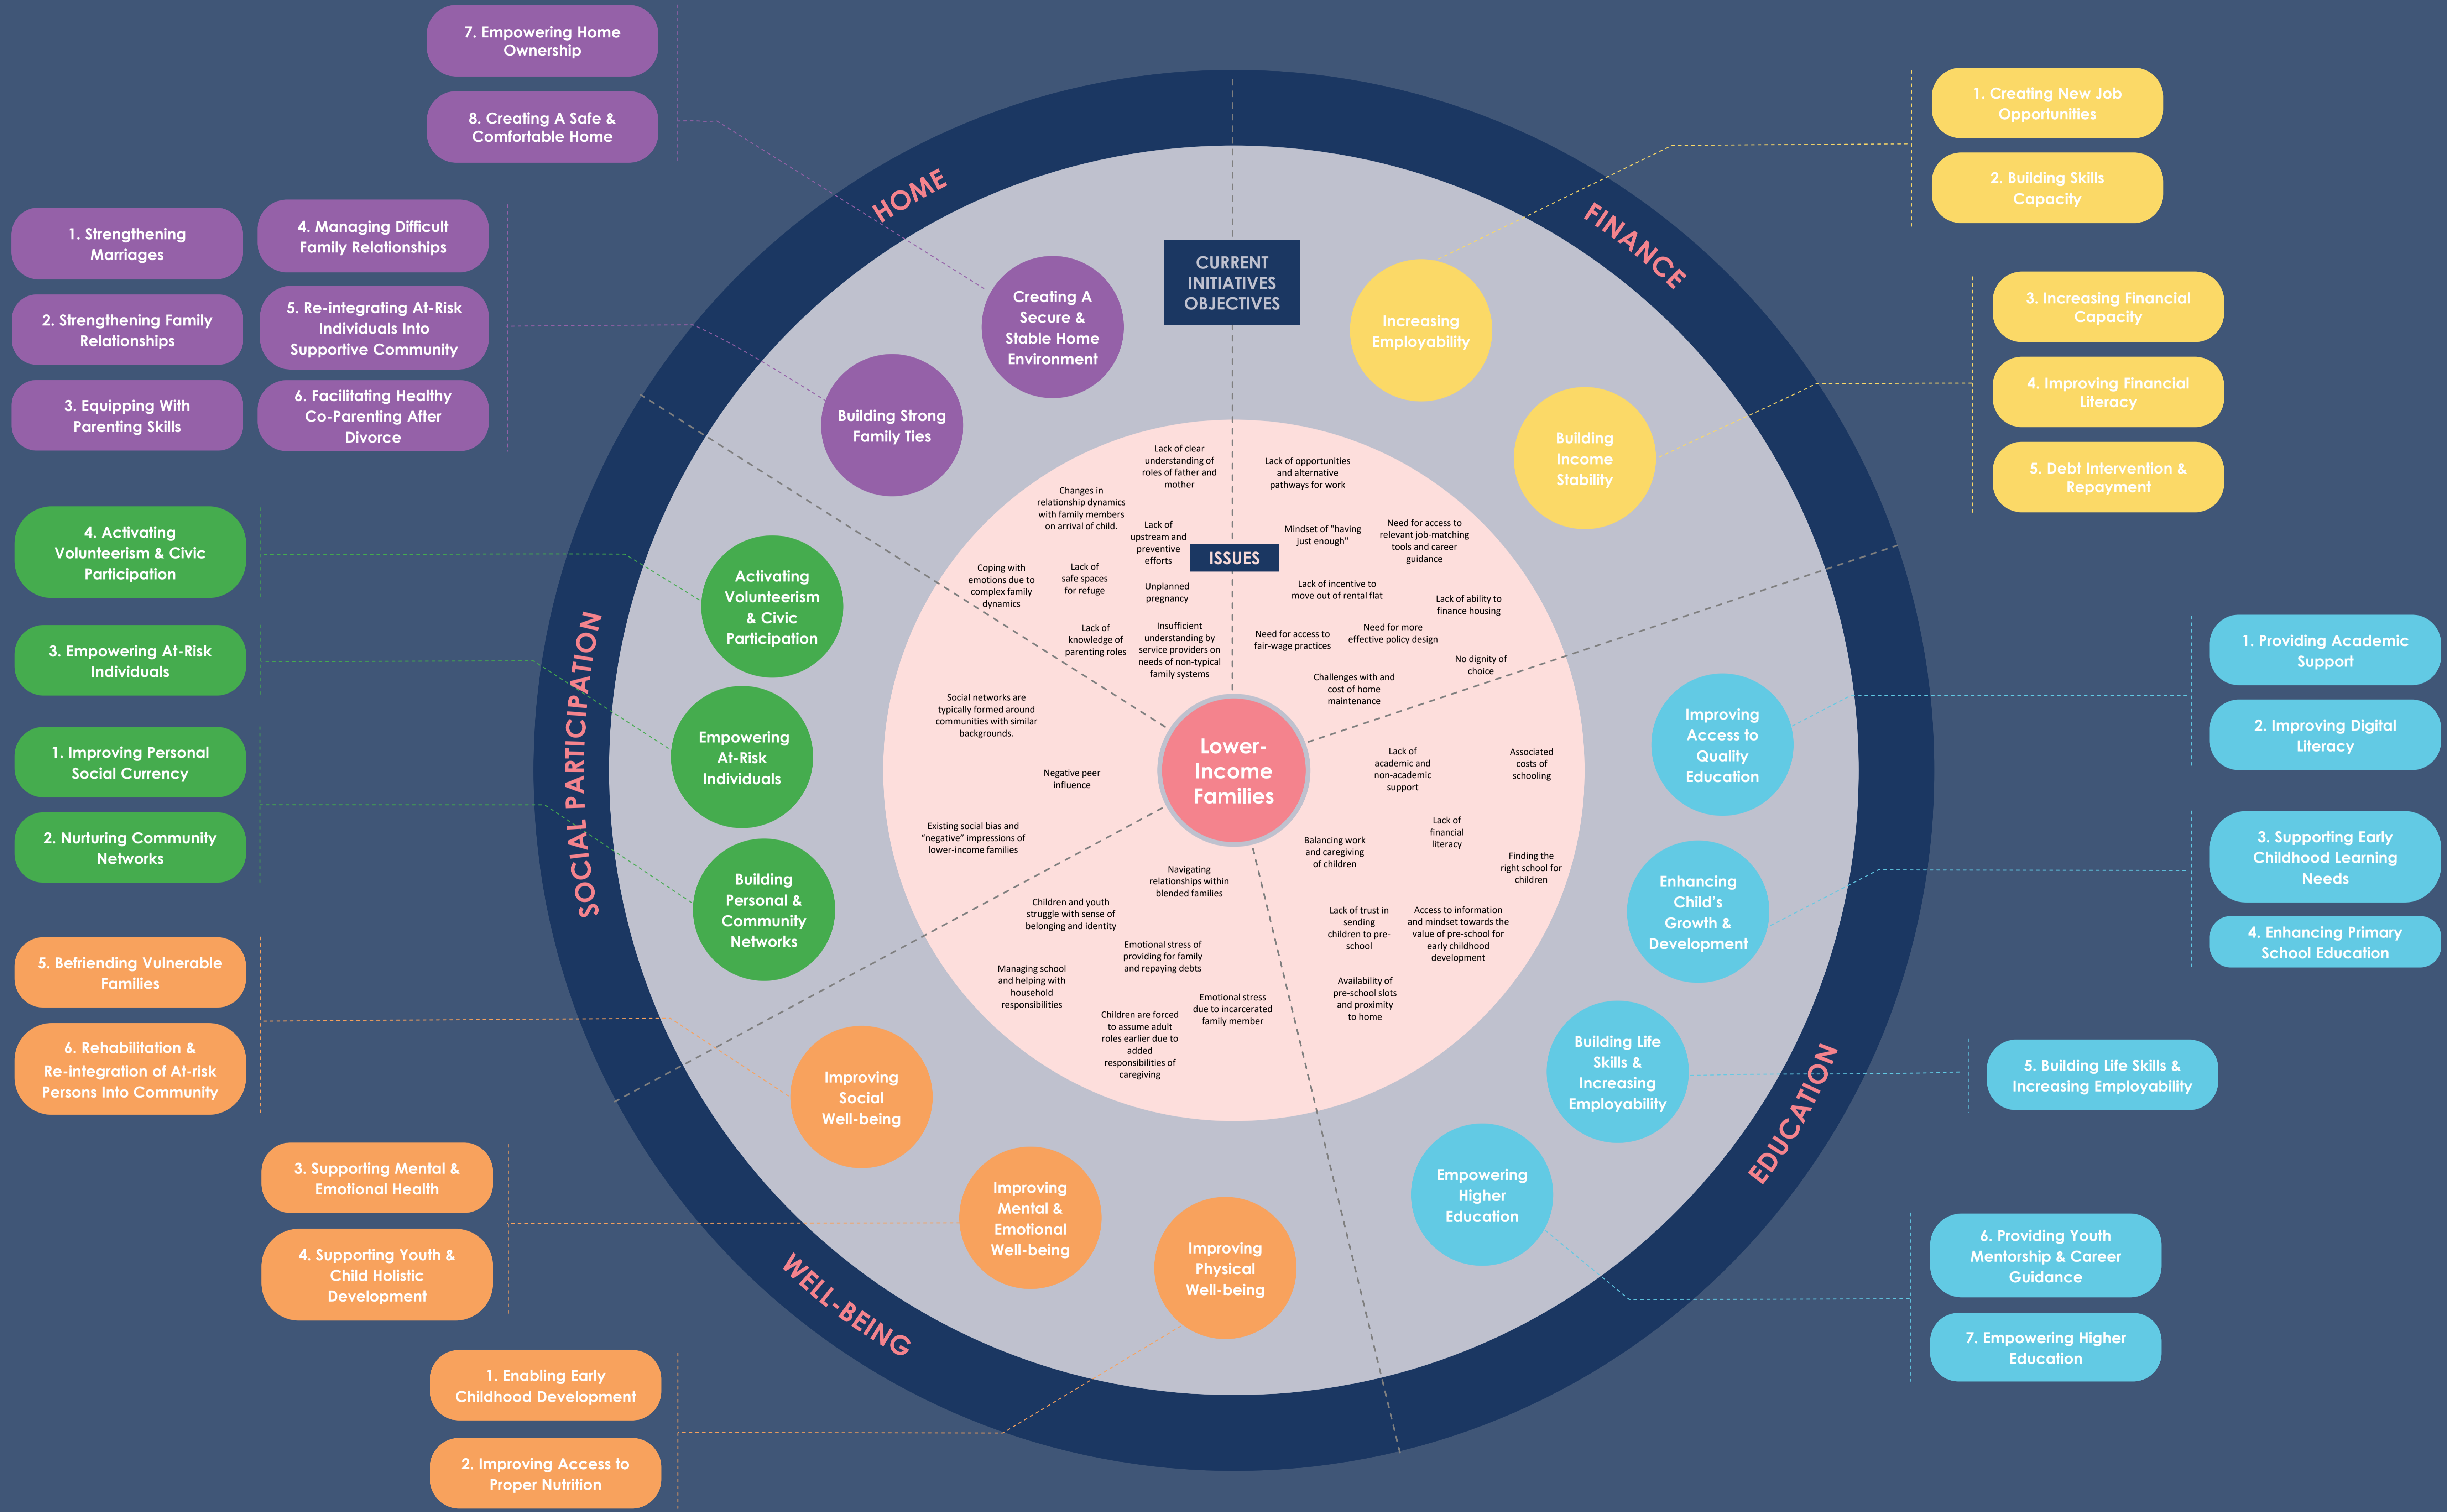 7. Empowering Home
Ownership
8. Creating A Safe &
Comfortable Home
1. Strengthening
Marriages
2. Strengthening Family
Relationships
3. Equipping With
Parenting Skills
4. Managing Difficult
Family Relationships
5. Re-integrating At-Risk
Individuals Into
Supportive Community
6. Facilitating Healthy
Co-Parenting After
Divorce
4. Activating
Volunteerism & Civic
Participation
3. Empowering At-Risk
Individuals
1. Improving Personal
Social Currency
2. Nurturing Community
Networks
5. Befriending Vulnerable
Families
6. Rehabilitation &
Re-integration of At-risk
Persons Into Community
3. Supporting Mental &
Emotional Health
4. Supporting Youth &
Child Holistic
Development
1. Enabling Early
Childhood Development
2. Improving Access to
Proper Nutrition
HOME
Creating A
Secure &
Stable Home
Environment
Building Strong
Family Ties
SOCIAL PARTICIPATION
Activating
Volunteerism
& Civic
Participation
Empowering
At-Risk
Individuals
Building
Personal &
Community
Networks
WELL-BEING
Improving
Social
Well-being
Improving
Mental &
Emotional
Well-being
Improving
Physical
Well-being
CURRENT
INITIATIVES
OBJECTIVES
ISSUES
Lower-
Income
Families
Lack of clear
understanding of
roles of father and
mother
Changes in
relationship dynamics
with family members
on arrival of child.
Lack of
upstream and
preventive
efforts
Coping with
emotions due to
complex family
dynamics
Lack of
safe spaces
for refuge
Unplanned
pregnancy
Lack of
knowledge of
parenting roles
Insufficient
understanding by
service providers on
needs of non-typical
family systems
Lack of opportunities
and alternative
pathways for work
Mindset of "having
just enough"
Need for access to
relevant job-matching
tools and career
guidance
Lack of incentive to
move out of rental flat
Lack of ability to
finance housing
Need for access to
fair-wage practices
Need for more
effective policy design
No dignity of
choice
Challenges with and
cost of home
maintenance
Social networks are
typically formed around
communities with similar
backgrounds.
Negative peer
influence
Existing social bias and
“negative” impressions of
lower-income families
Lack of
academic and
non-academic
support
Associated
costs of
schooling
Lack of
financial
literacy
Balancing work
and caregiving
of children
Finding the
right school for
children
Lack of trust in
sending
children to pre-
school
Access to information
and mindset towards the
value of pre-school for
early childhood
development
Availability of
pre-school slots
and proximity
to home
Navigating
relationships within
blended families
Children and youth
struggle with sense of
belonging and identity
Emotional stress of
providing for family
and repaying debts
Managing school
and helping with
household
responsibilities
Emotional stress
due to incarcerated
family member
Children are forced
to assume adult
roles earlier due to
added
responsibilities of
caregiving
FINANCE
Increasing
Employability
Building
Income
Stability
EDUCATION
Improving
Access to
Quality
Education
Enhancing
Child's
Growth &
Development
Building Life
Skills &
Increasing
Employability
Empowering
Higher
Education
1. Creating New Job
Opportunities
2. Building Skills
Capacity
3. Increasing Financial
Capacity
4. Improving Financial
Literacy
5. Debt Intervention &
Repayment
1. Providing Academic
Support
2. Improving Digital
Literacy
3. Supporting Early
Childhood Learning
Needs
4. Enhancing Primary
School Education
5. Building Life Skills &
Increasing Employability
6. Providing Youth
Mentorship & Career
Guidance
7. Empowering Higher
Education